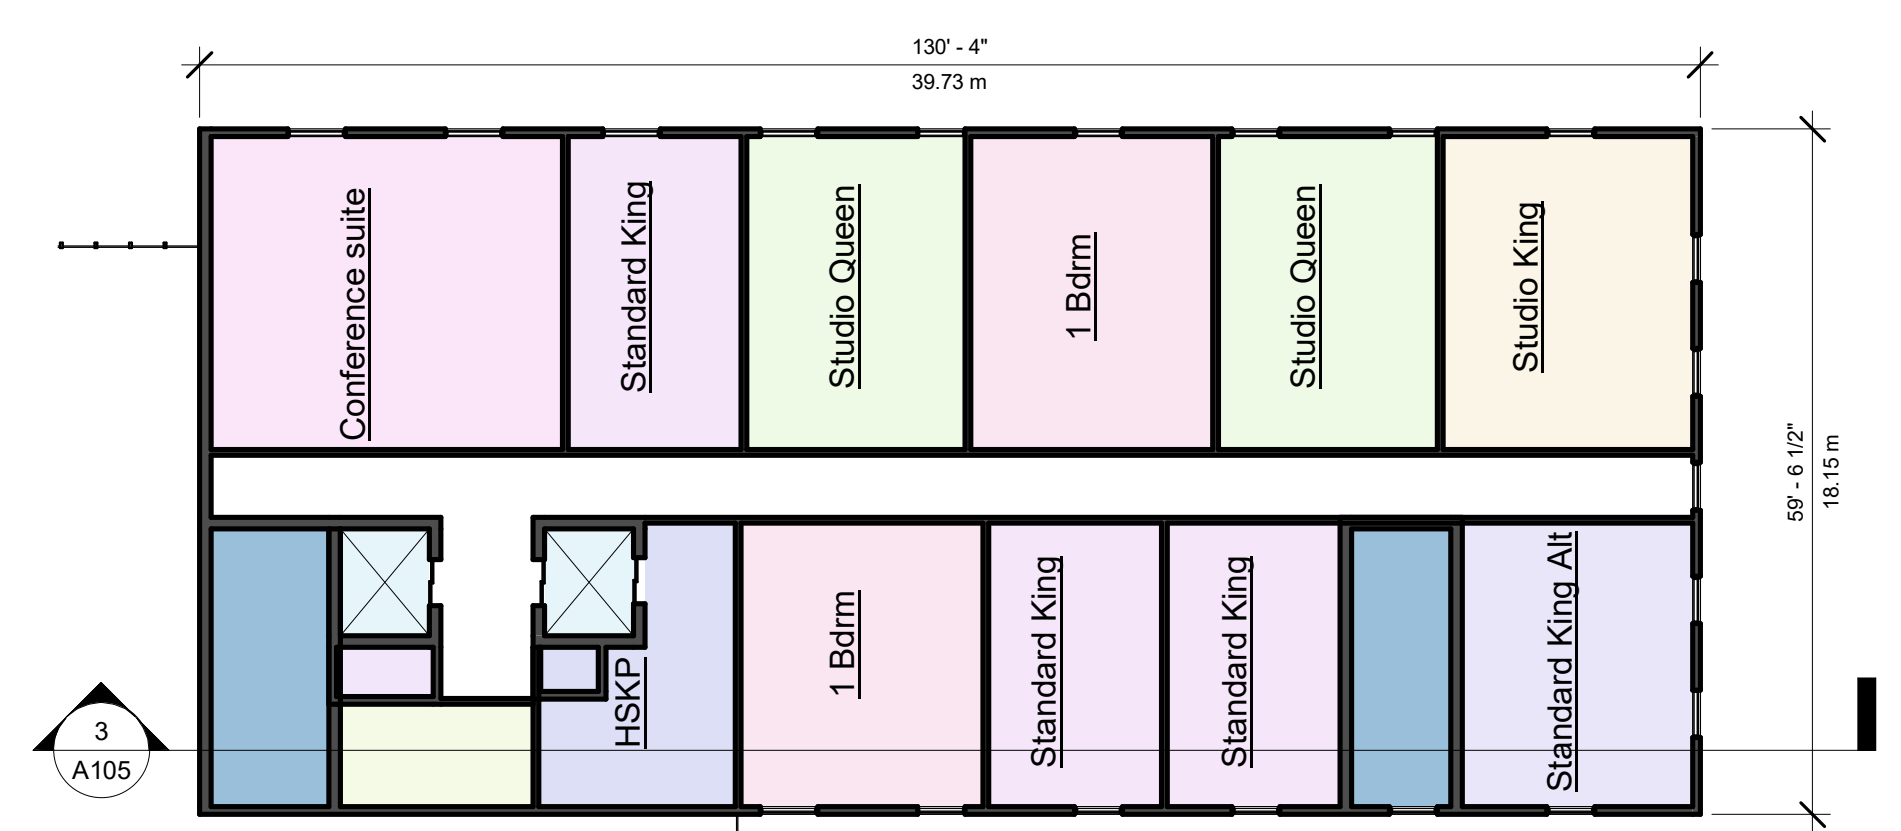 130' - 4"
39.73 m
Conference suite
Standard King
Studio Queen
1 Bdrm
Studio Queen
Studio King
59' - 6 1/2"
18.15 m
HSKP
1 Bdrm
Standard King
Standard King
Standard King Alt
3
A105